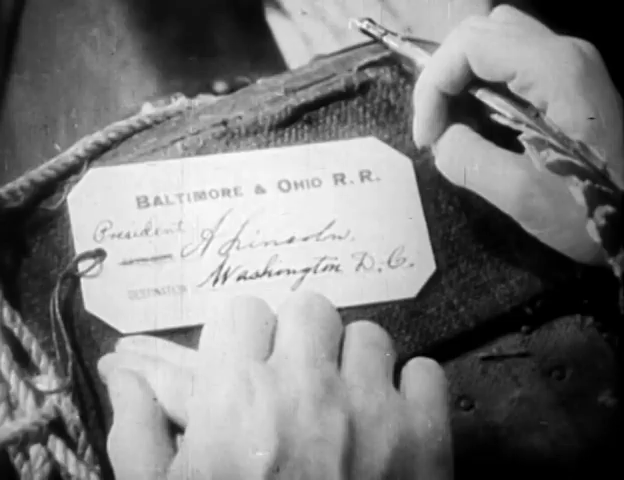 BALTIMORE & OHIO R.R.
President A Lincoln.
DESTINATION Washington D.C.